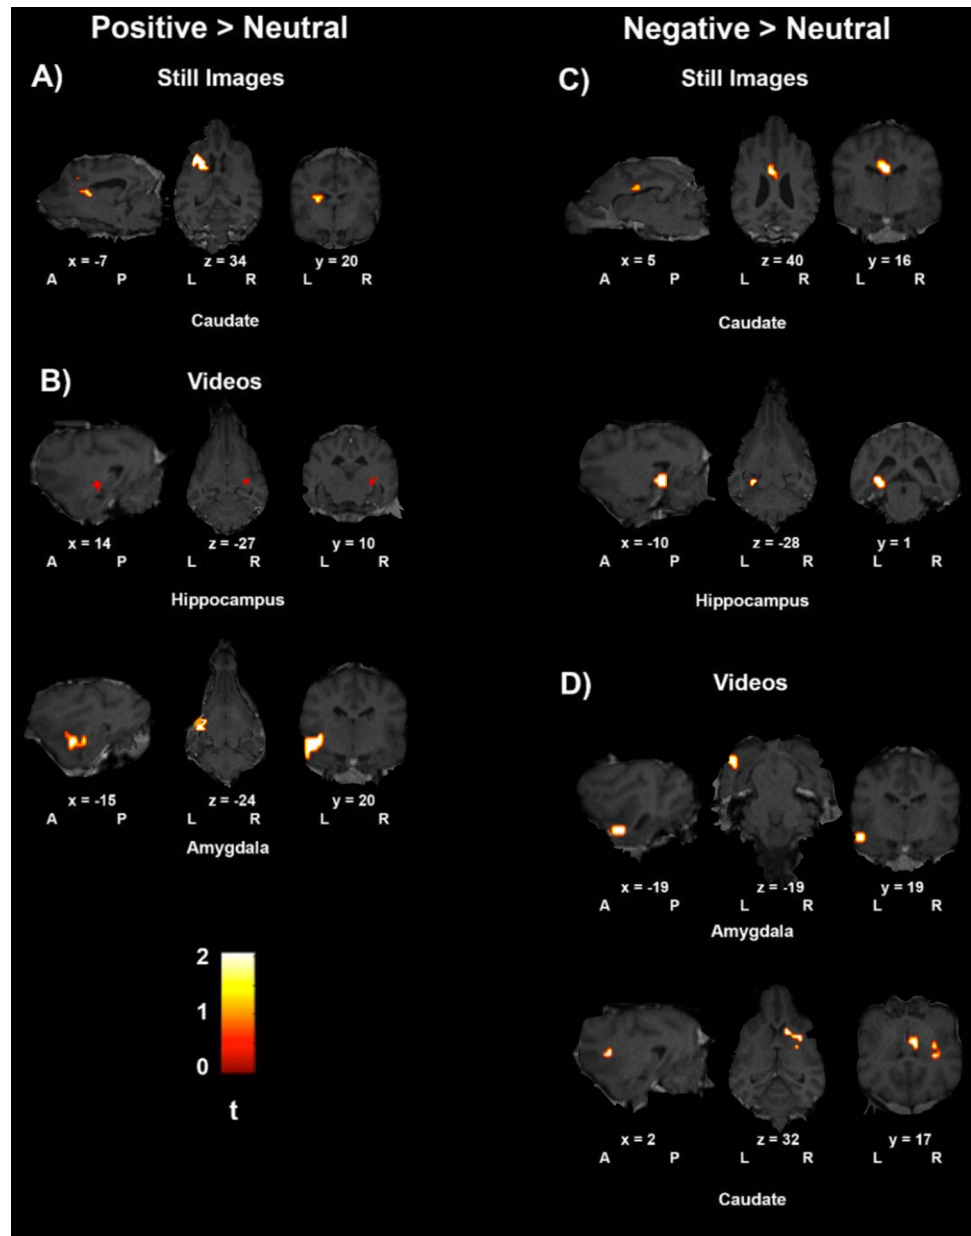 Positive > Neutral
A)
Still Images
x = -7
z = 34
y = 20
A P L R L R
Caudate
B)
Videos
x = 14
z = -27
y = 10
A P L R L R
Hippocampus
x = -15
z = -24
y = 20
A P L R L R
Amygdala
2
1
0
t
Negative > Neutral
C)
Still Images
x = 5
z = 40
y = 16
A P L R L R
Caudate
x = -10
z = -28
y = 1
A P L R L R
Hippocampus
D)
Videos
x = -19
z = -19
y = 19
A P L R L R
Amygdala
x = 2
z = 32
y = 17
A P L R L R
Caudate